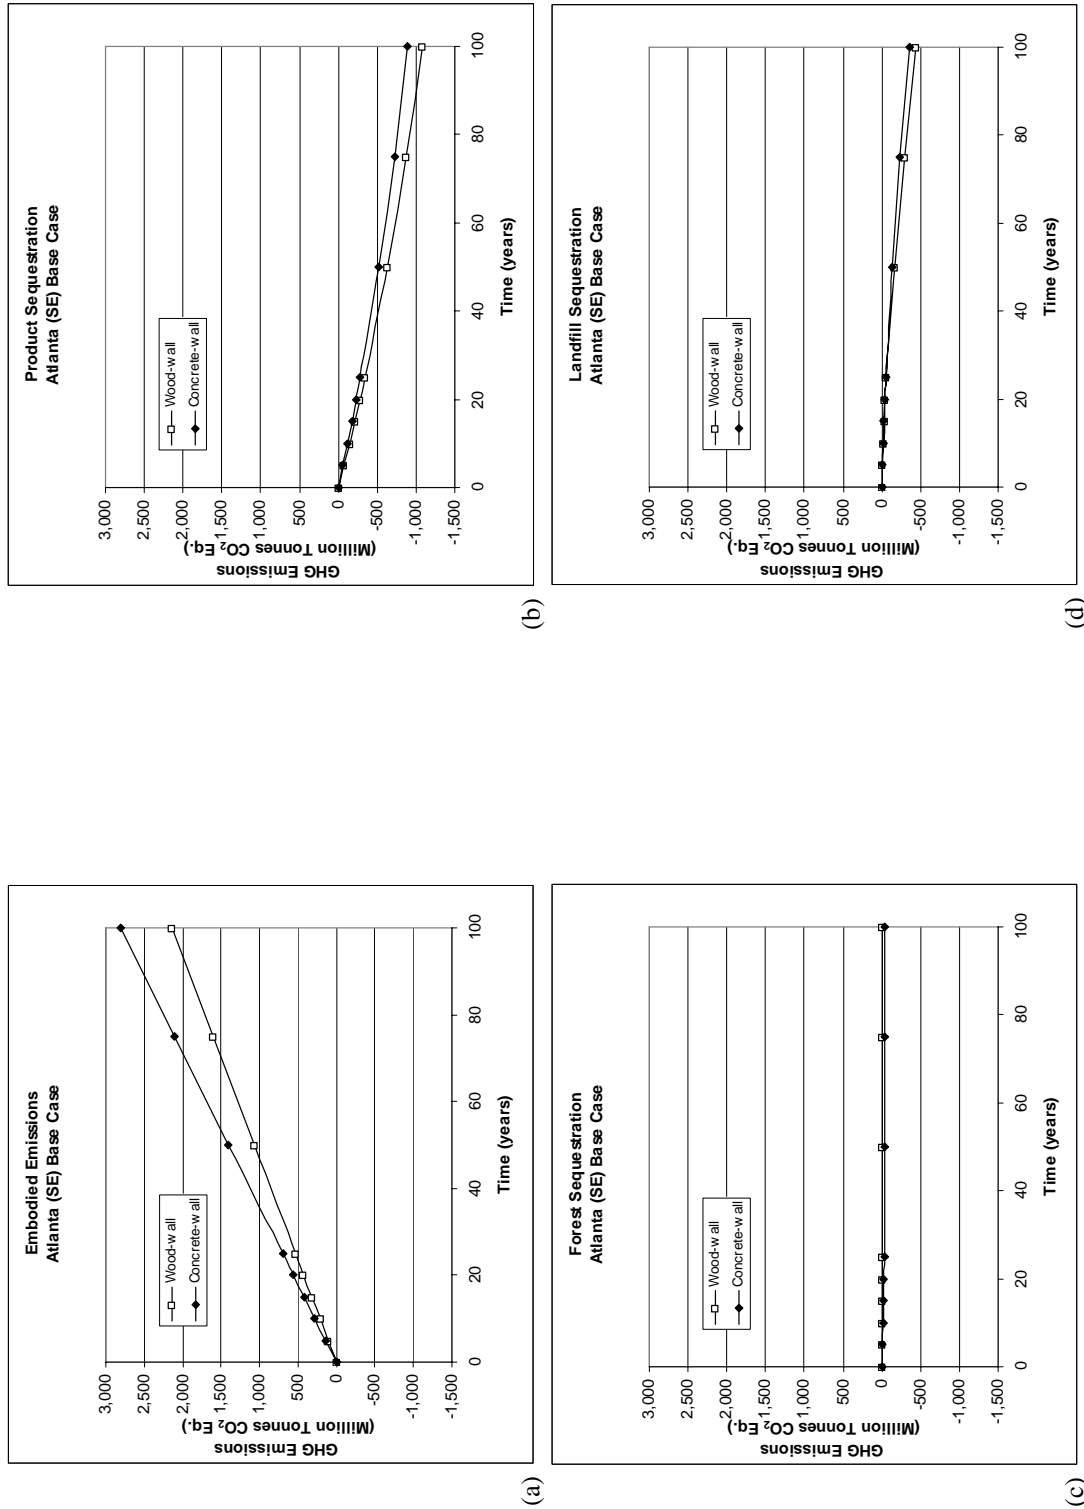 (a)
Embodied Emissions
Atlanta (SE) Base Case
GHG Emissions
(Million Tonnes CO₂ Eq.)
3,000
2,500
2,000
1,500
1,000
500
0
-500
-1,000
-1,500
0
20
40
60
80
100
Time (years)
Wood-wall
Concrete-wall
(b)
Product Sequestration
Atlanta (SE) Base Case
GHG Emissions
(Million Tonnes CO₂ Eq.)
3,000
2,500
2,000
1,500
1,000
500
0
-500
-1,000
-1,500
0
20
40
60
80
100
Time (years)
Wood-wall
Concrete-wall
(c)
Forest Sequestration
Atlanta (SE) Base Case
GHG Emissions
(Million Tonnes CO₂ Eq.)
3,000
2,500
2,000
1,500
1,000
500
0
-500
-1,000
-1,500
0
20
40
60
80
100
Time (years)
Wood-wall
Concrete-wall
(d)
Landfill Sequestration
Atlanta (SE) Base Case
GHG Emissions
(Million Tonnes CO₂ Eq.)
3,000
2,500
2,000
1,500
1,000
500
0
-500
-1,000
-1,500
0
20
40
60
80
100
Time (years)
Wood-wall
Concrete-wall